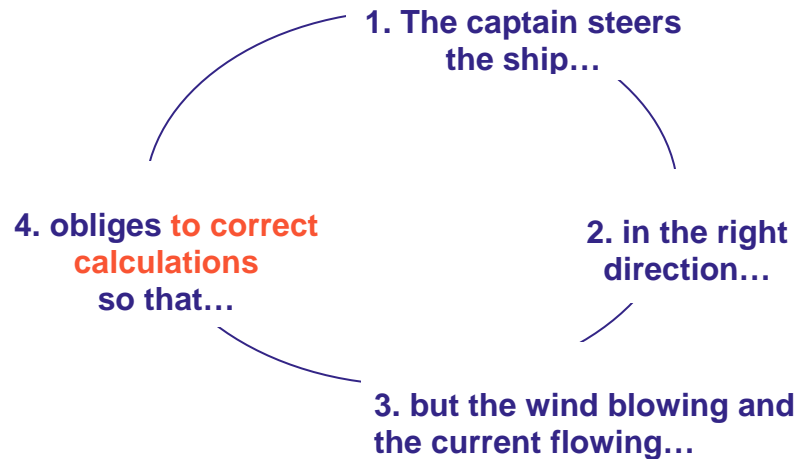 1. The captain steers
the ship…
2. in the right
direction…
3. but the wind blowing and
the current flowing…
4. obliges to correct
calculations
so that…